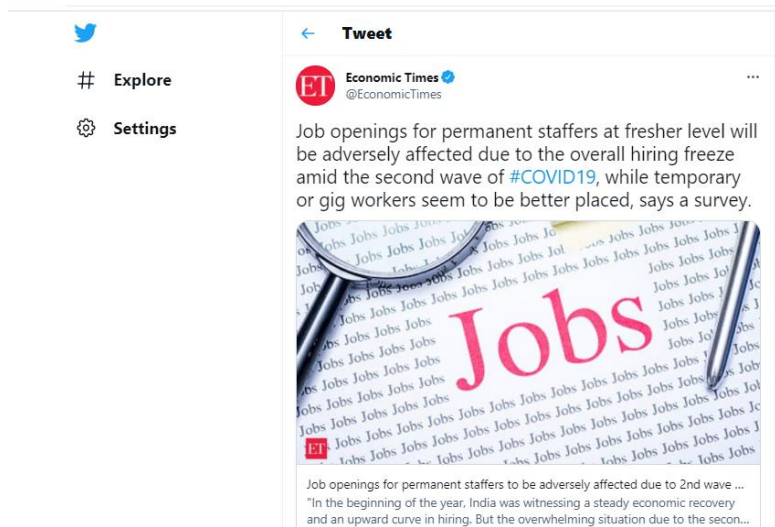 Tweet
Explore
Settings
ET
Economic Times
@EconomicTimes
Job openings for permanent staffers at fresher level will
be adversely affected due to the overall hiring freeze
amid the second wave of #COVID19, while temporary
or gig workers seem to be better placed, says a survey.
Jobs
ET
Job openings for permanent staffers to be adversely affected due to 2nd wave ...
"In the beginning of the year, India was witnessing a steady economic recovery
and an upward curve in hiring. But the overwhelming situation due to the secon...